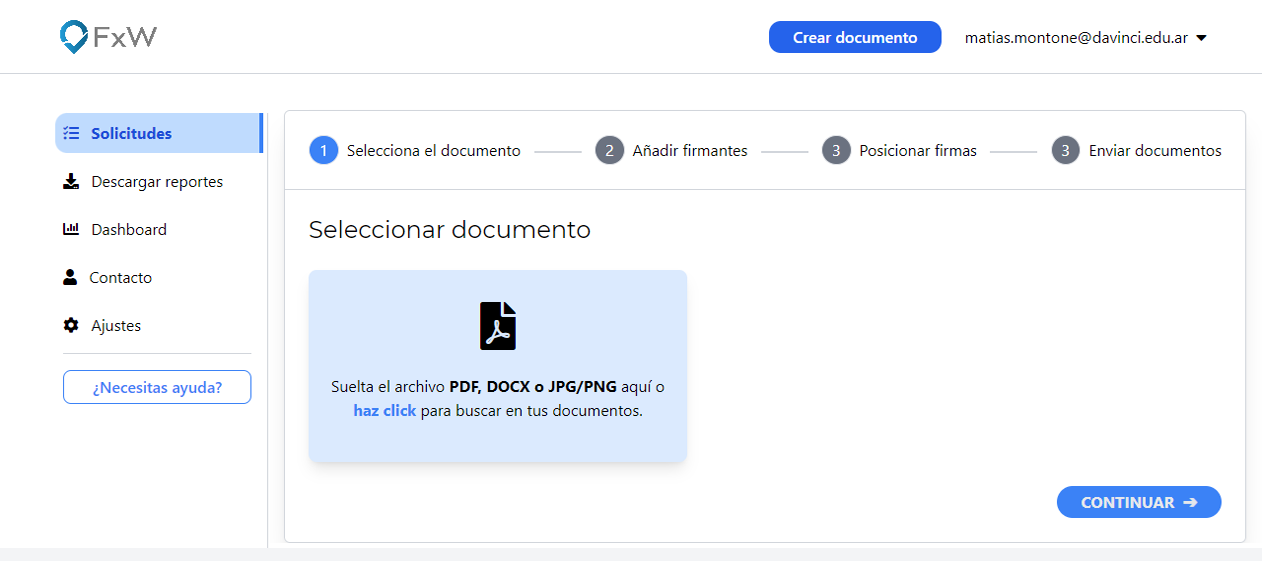 FxW
Crear documento
matias.montone@davinci.edu.ar
Solicitudes
Descargar reportes
Dashboard
Contacto
Ajustes
¿Necesitas ayuda?
1 Selecciona el documento
2 Añadir firmantes
3 Posicionar firmas
3 Enviar documentos
Seleccionar documento
Suelta el archivo PDF, DOCX o JPG/PNG aquí o
haz click para buscar en tus documentos.
CONTINUAR ➔